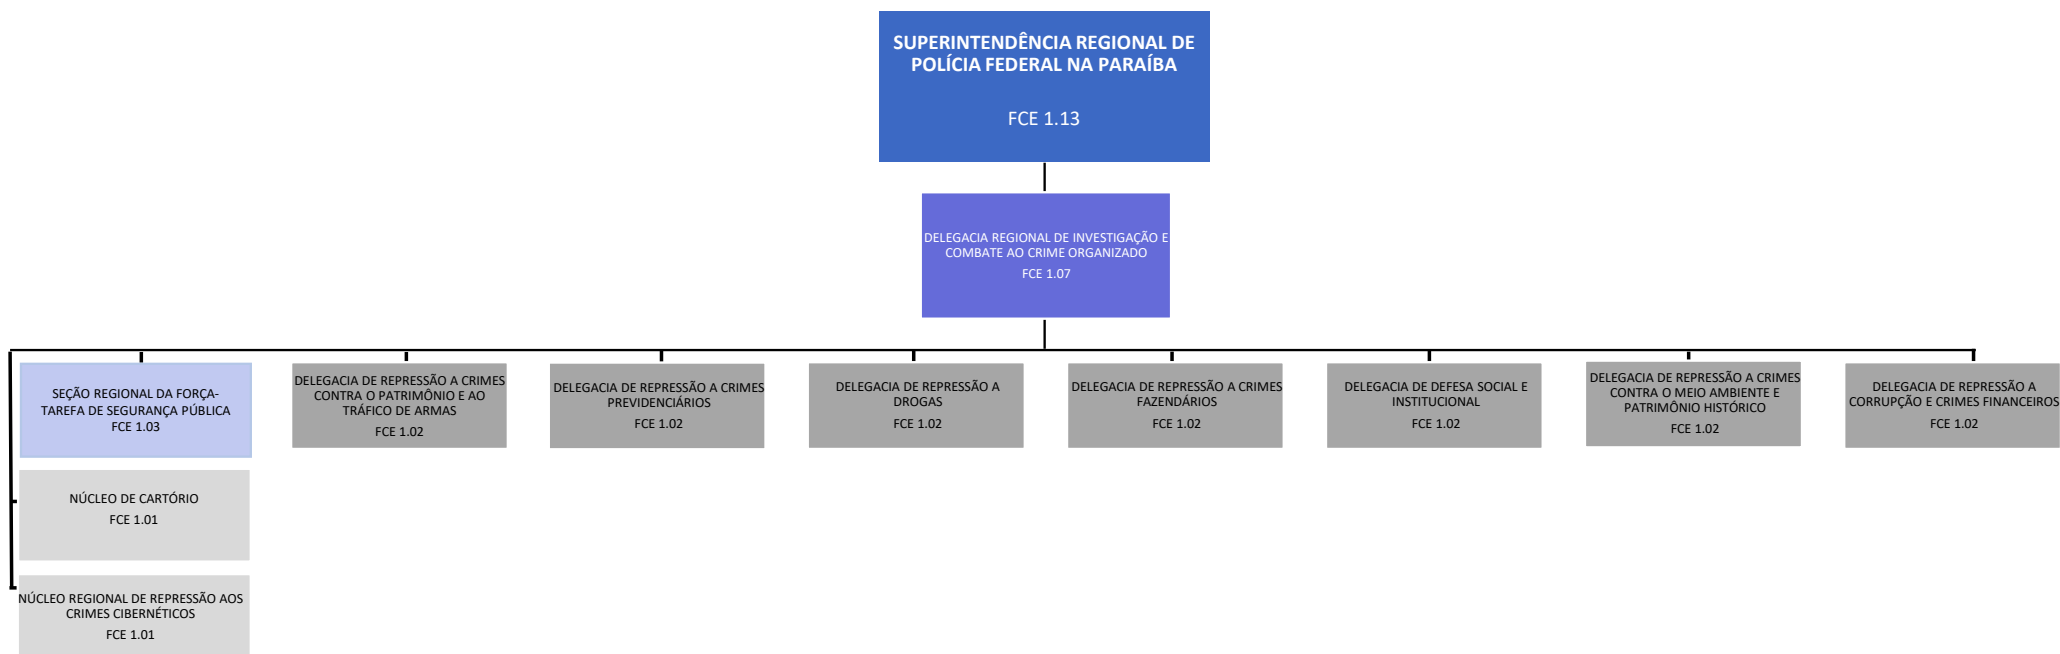 SUPERINTENDÊNCIA REGIONAL DE
POLÍCIA FEDERAL NA PARAÍBA
FCE 1.13
DELEGACIA REGIONAL DE INVESTIGAÇÃO E
COMBATE AO CRIME ORGANIZADO
FCE 1.07
SEÇÃO REGIONAL DA FORÇA-
TAREFA DE SEGURANÇA PÚBLICA
FCE 1.03
DELEGACIA DE REPRESSÃO A CRIMES
CONTRA O PATRIMÔNIO E AO
TRÁFICO DE ARMAS
FCE 1.02
DELEGACIA DE REPRESSÃO A CRIMES
PREVIDENCIÁRIOS
FCE 1.02
DELEGACIA DE REPRESSÃO A
DROGAS
FCE 1.02
DELEGACIA DE REPRESSÃO A CRIMES
FAZENDÁRIOS
FCE 1.02
DELEGACIA DE DEFESA SOCIAL E
INSTITUCIONAL
FCE 1.02
DELEGACIA DE REPRESSÃO A CRIMES
CONTRA O MEIO AMBIENTE E
PATRIMÔNIO HISTÓRICO
FCE 1.02
DELEGACIA DE REPRESSÃO A
CORRUPÇÃO E CRIMES FINANCEIROS
FCE 1.02
NÚCLEO DE CARTÓRIO
FCE 1.01
NÚCLEO REGIONAL DE REPRESSÃO AOS
CRIMES CIBERNÉTICOS
FCE 1.01